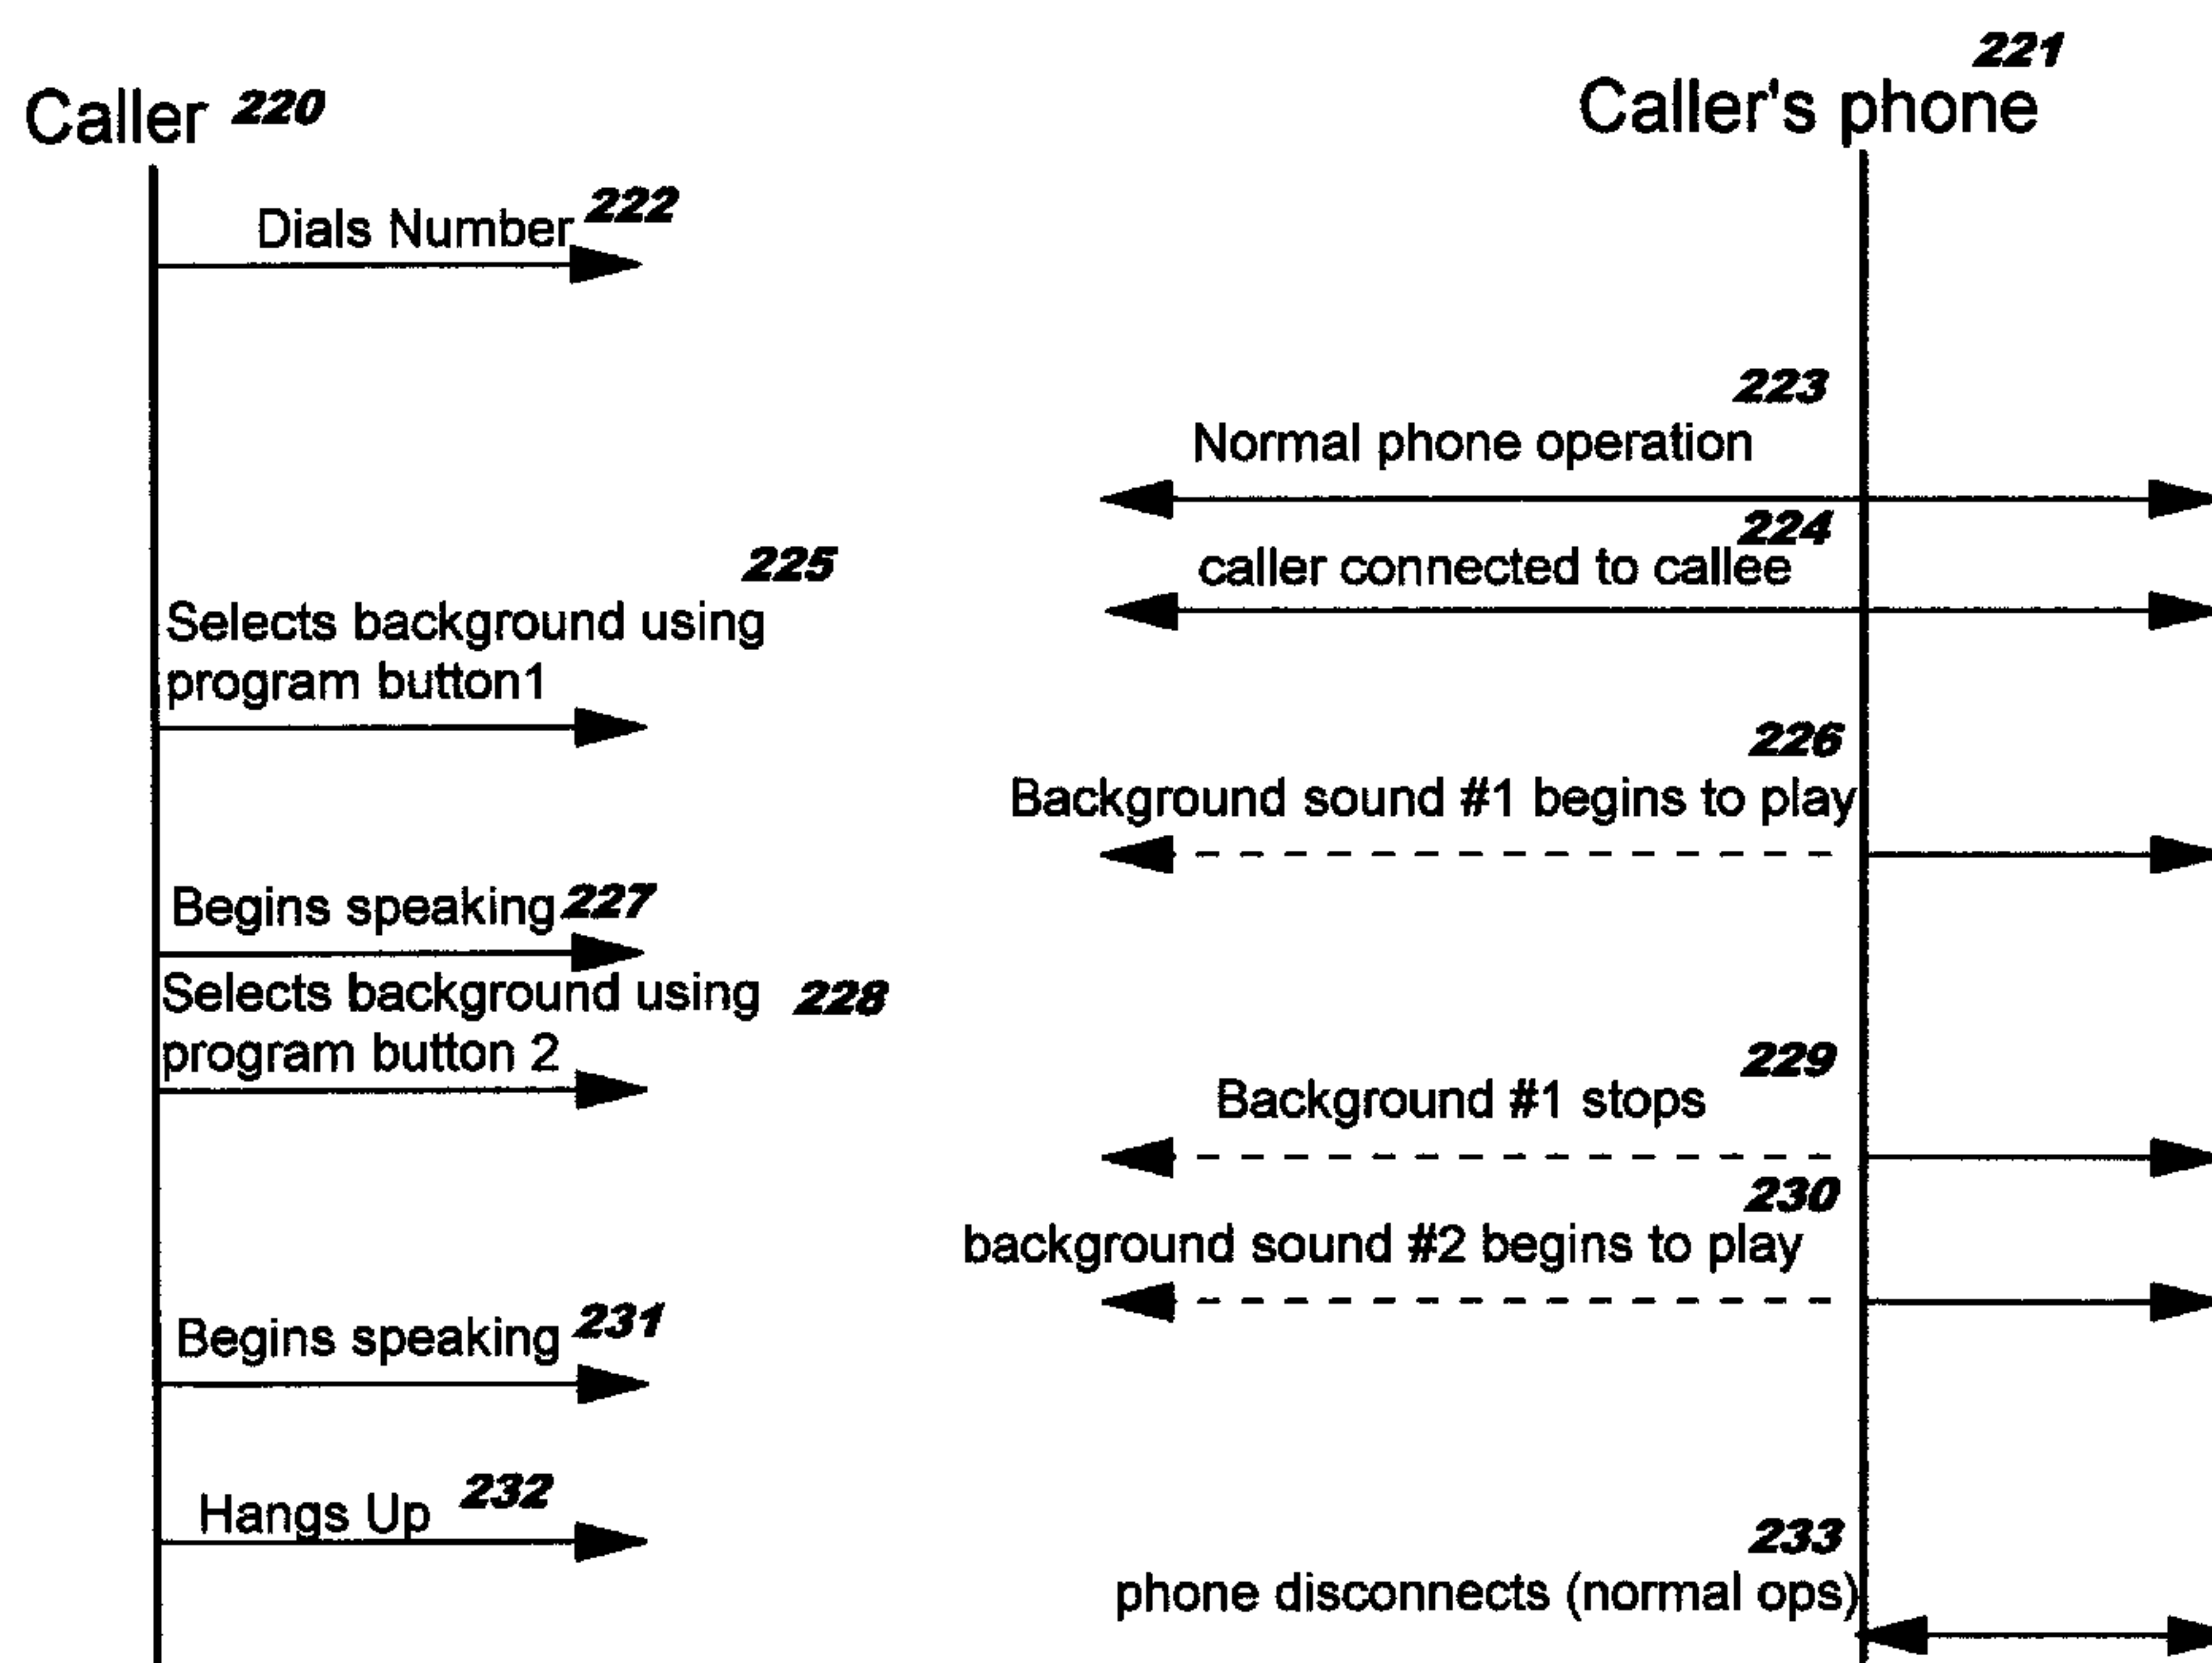 221
Caller 220
Caller's phone
Dials Number 222
223
Normal phone operation
224
caller connected to callee
225
Selects background using
program button1
226
Background sound #1 begins to play
Begins speaking 227
Selects background using 228
program button 2
229
Background #1 stops
230
background sound #2 begins to play
Begins speaking 231
Hangs Up 232
233
phone disconnects (normal ops)